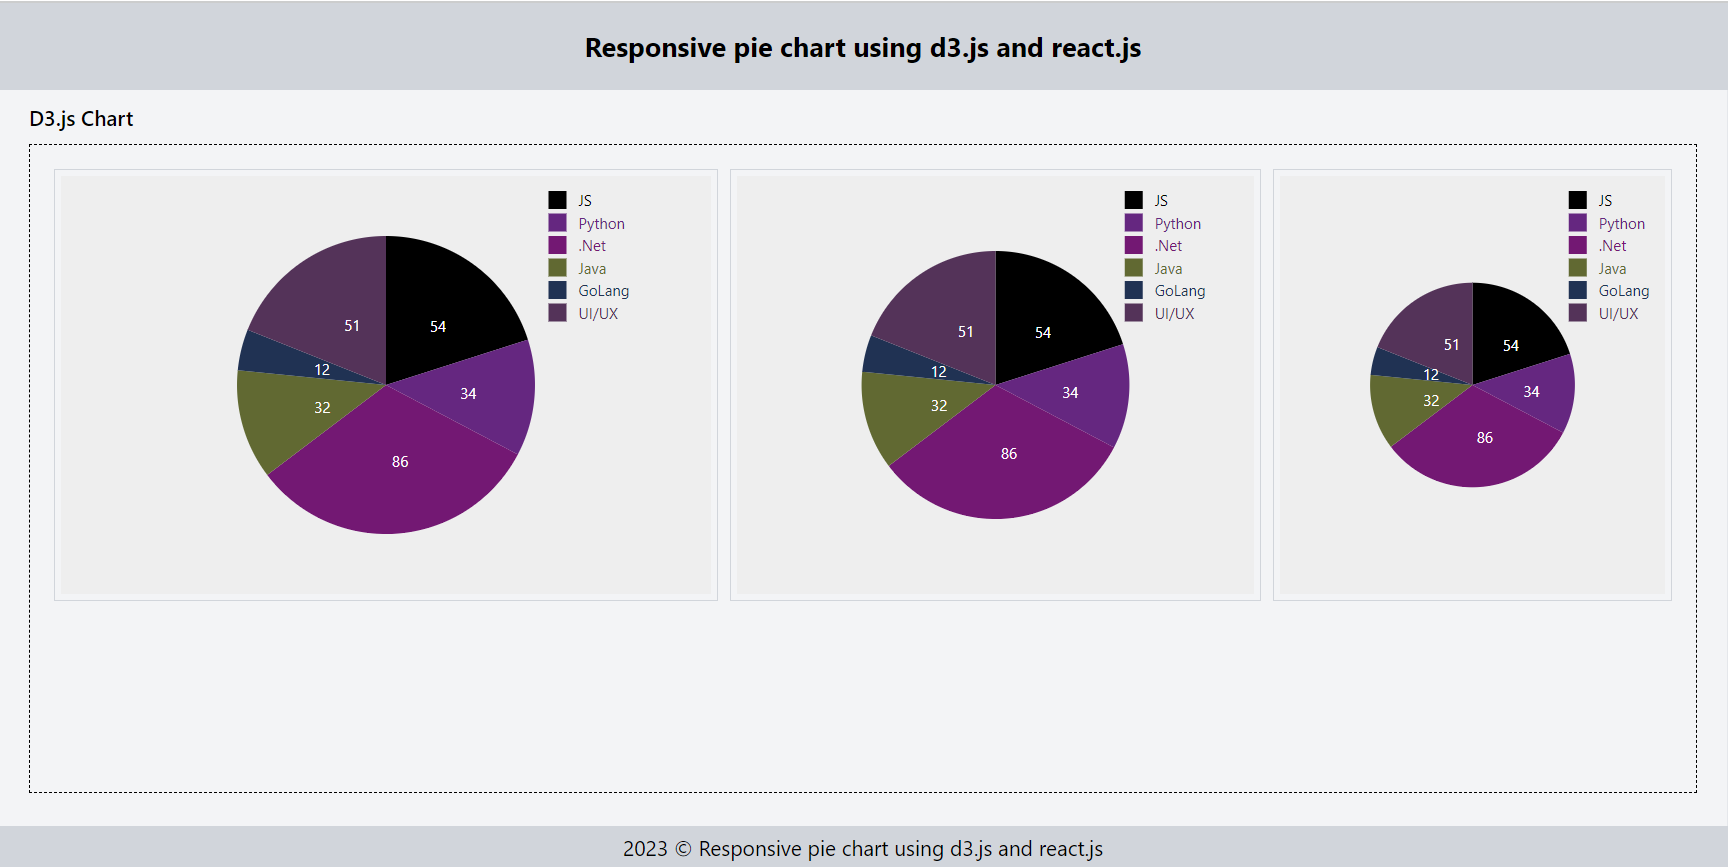 Responsive pie chart using d3.js and react.js
D3.js Chart
JS
Python
.Net
Java
GoLang
UI/UX
51
54
12
34
32
86
JS
Python
.Net
Java
GoLang
UI/UX
51
54
12
34
32
86
JS
Python
.Net
Java
GoLang
UI/UX
51
54
12
34
32
86
2023 © Responsive pie chart using d3.js and react.js